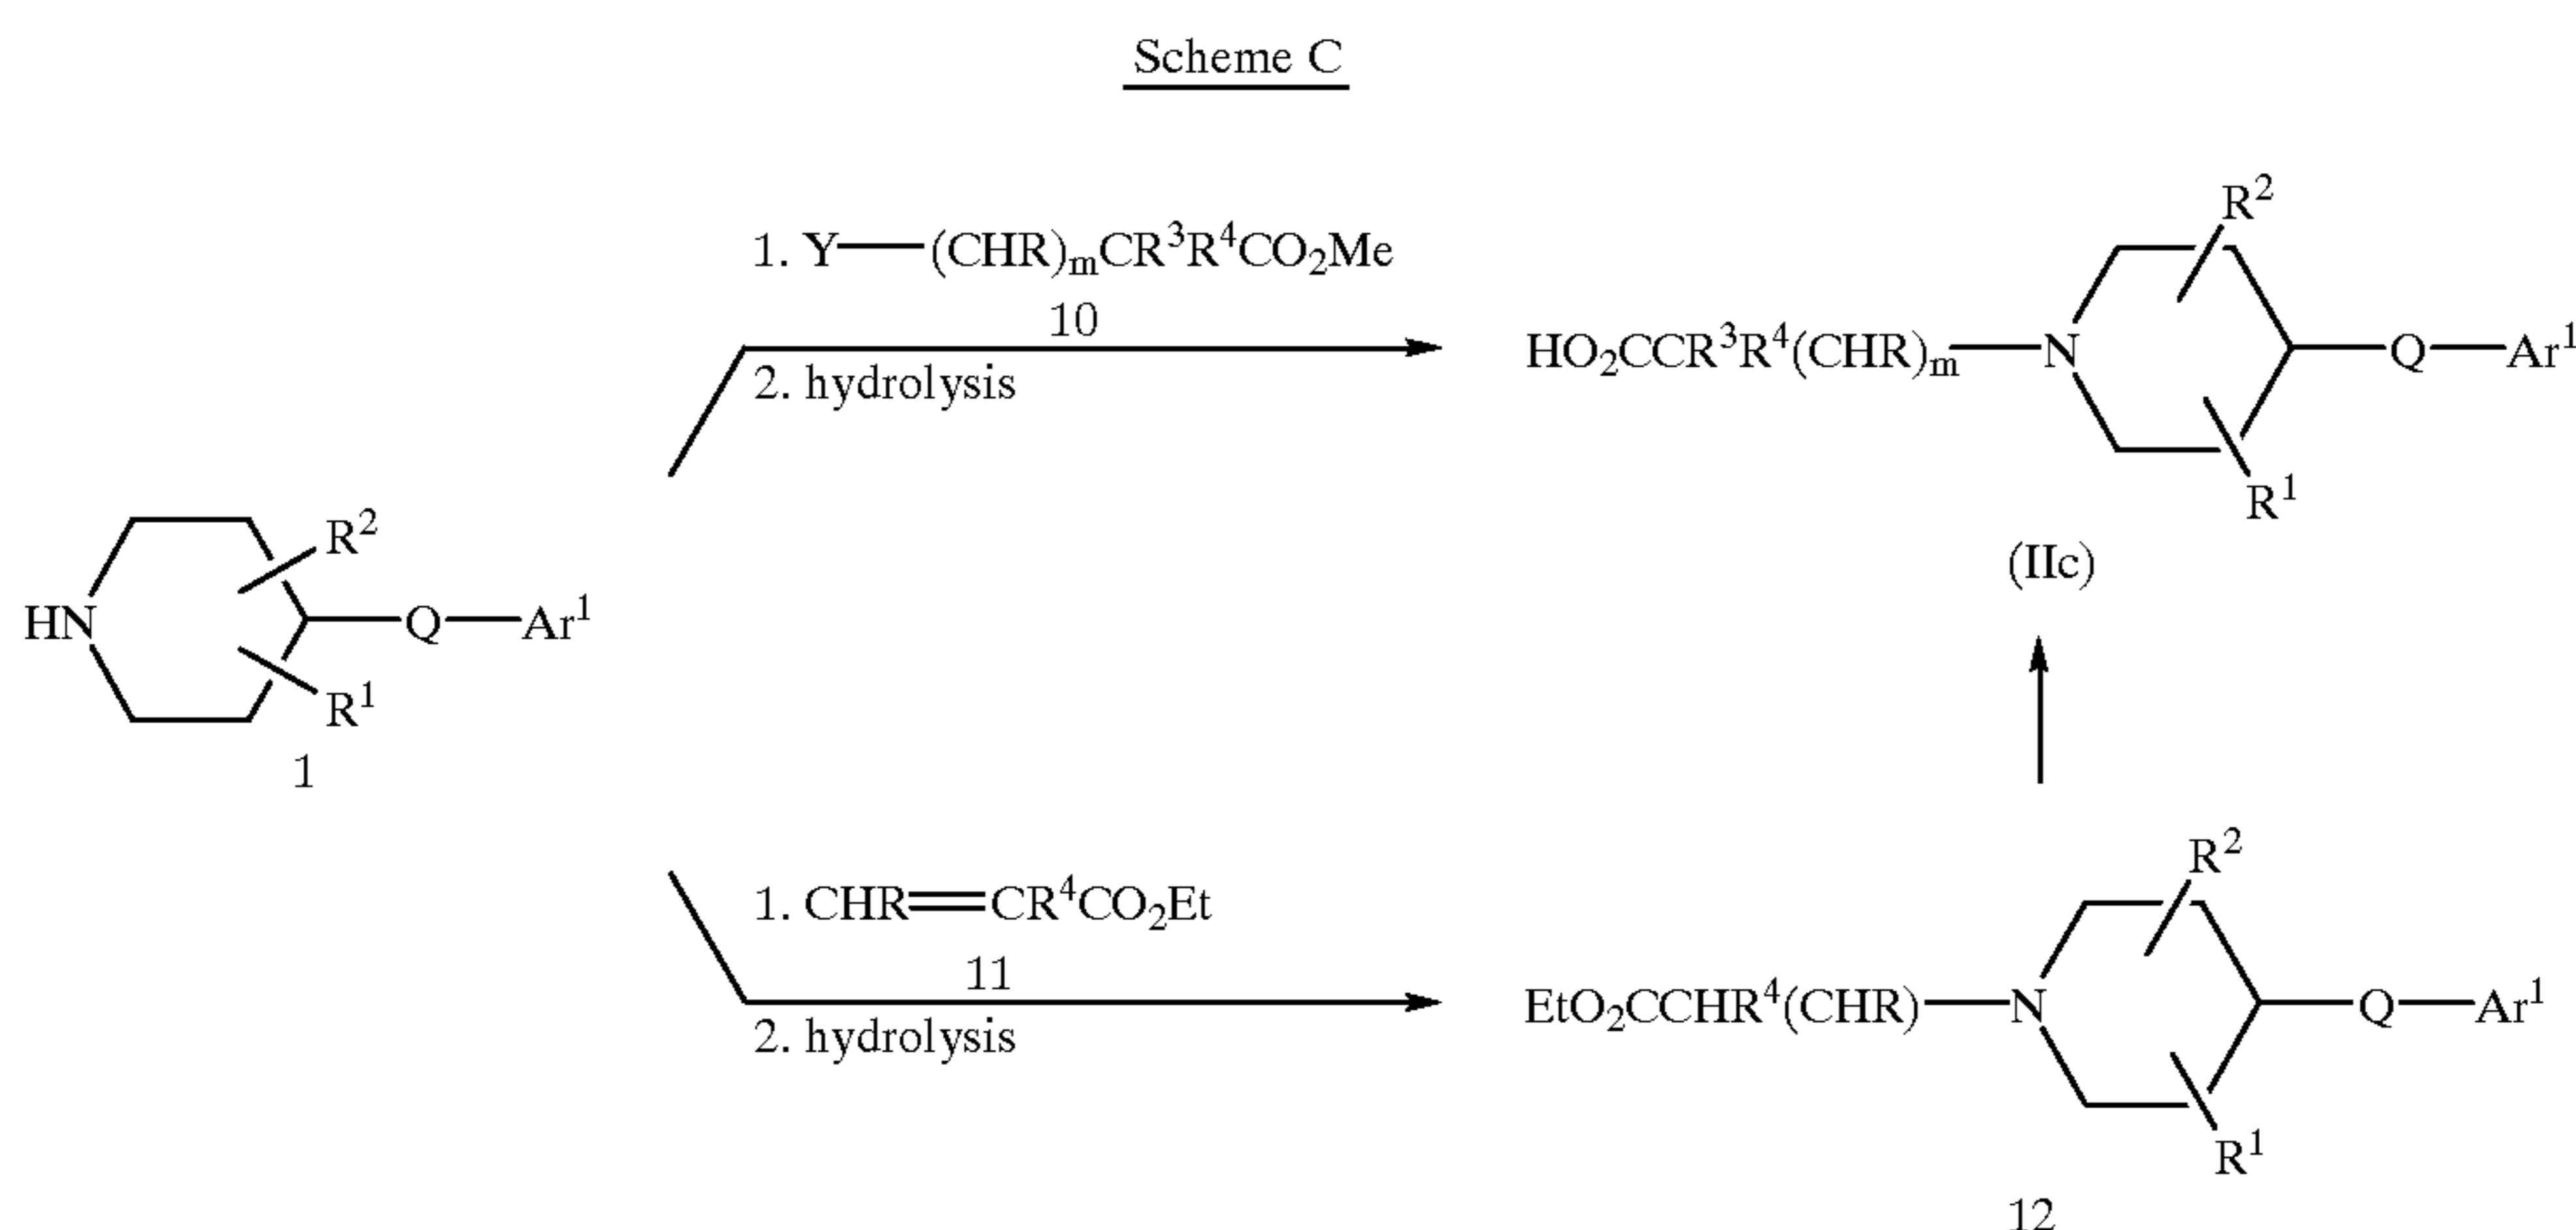 Scheme C
1. Y—(CHR)ₘCR³R⁴CO₂Me
10
2. hydrolysis
HO₂CCR³R⁴(CHR)ₘ—N
R²
Q—Ar¹
R¹
(IIc)
HN
R²
Q—Ar¹
R¹
1
1. CHR═CR⁴CO₂Et
11
2. hydrolysis
EtO₂CCHR⁴(CHR)—N
R²
Q—Ar¹
R¹
12